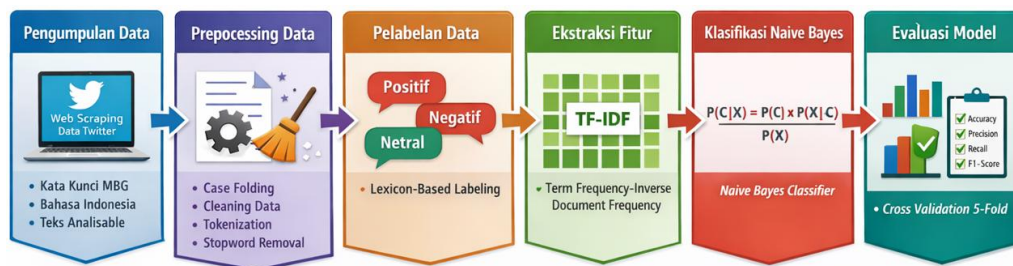 Pengumpulan Data
Web Scraping
Data Twitter
• Kata Kunci MBG
• Bahasa Indonesia
• Teks Analisable
Prepocessing Data
• Case Folding
• Cleaning Data
• Tokenization
• Stopword Removal
Pelabelan Data
Positif
Negatif
Netral
• Lexicon-Based Labeling
Ekstraksi Fitur
TF-IDF
• Term Frequency-Inverse
Document Frequency
Klasifikasi Naive Bayes
P(C|X) = P(C) x P(X|C)
P(X)
Naive Bayes Classifier
Evaluasi Model
Accuracy
Precision
Recall
F1-Score
• Cross Validation 5-Fold